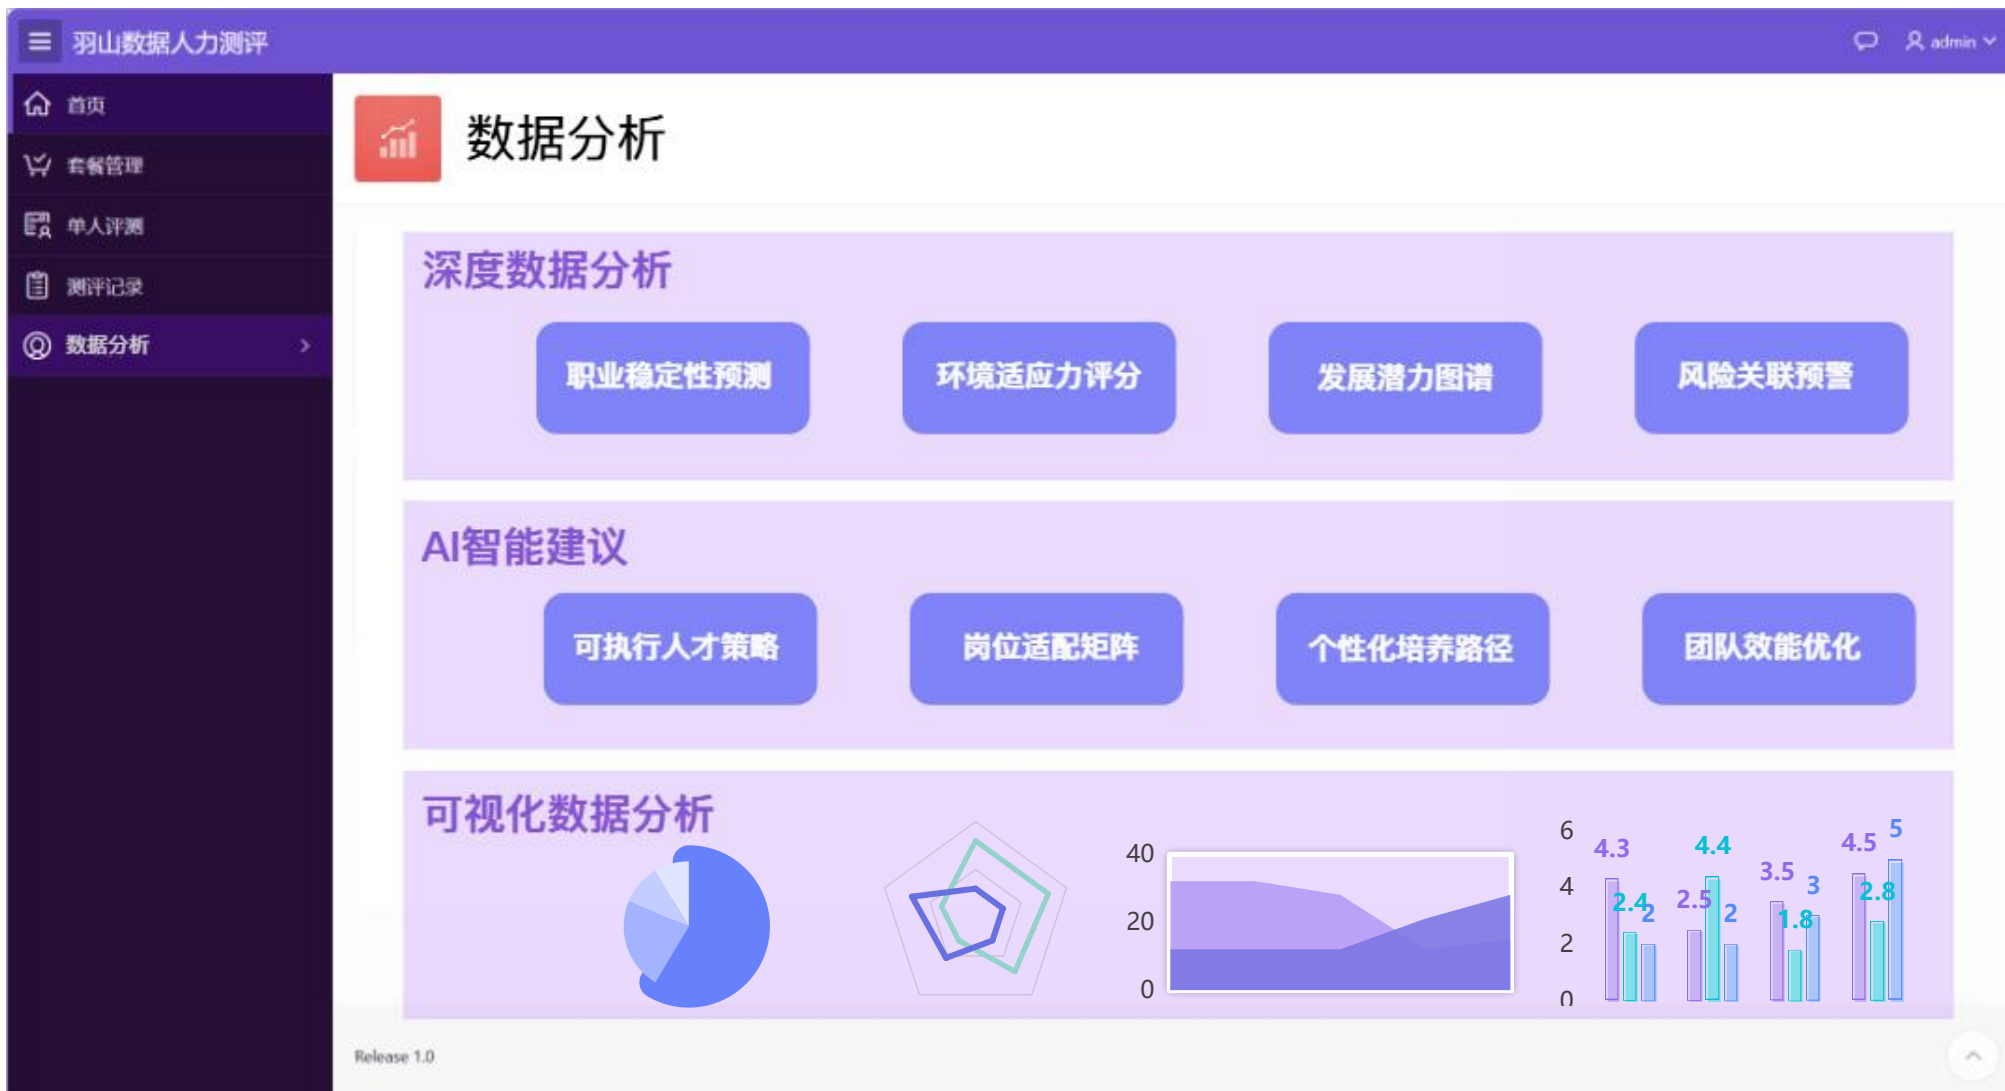 羽山数据人力测评
admin
首页
套餐管理
单人评测
测评记录
数据分析
数据分析
深度数据分析
职业稳定性预测
环境适应力评分
发展潜力图谱
风险关联预警
AI智能建议
可执行人才策略
岗位适配矩阵
个性化培养路径
团队效能优化
可视化数据分析
40
20
0
6
4
2
0
4.3
2.4
2
2.5
4.4
2
3.5
1.8
3
4.5
2.8
5
Release 1.0